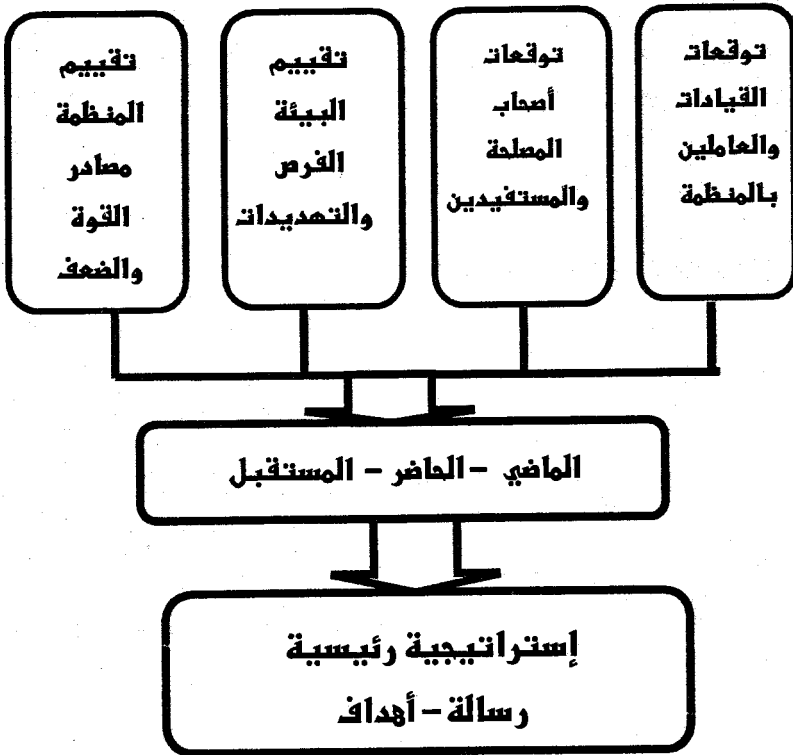 توقعات
القيادات
والعاملين
بالمنظمة
توقعات
أصحاب
المصلحة
والمستفيدين
تقييم
البيئة
الفرص
والتهديدات
تقييم
المنظمة
مصادر
القوة
والضعف
الماضي - الحاضر - المستقبل
إستراتيجية رئيسية
رسالة - أهداف